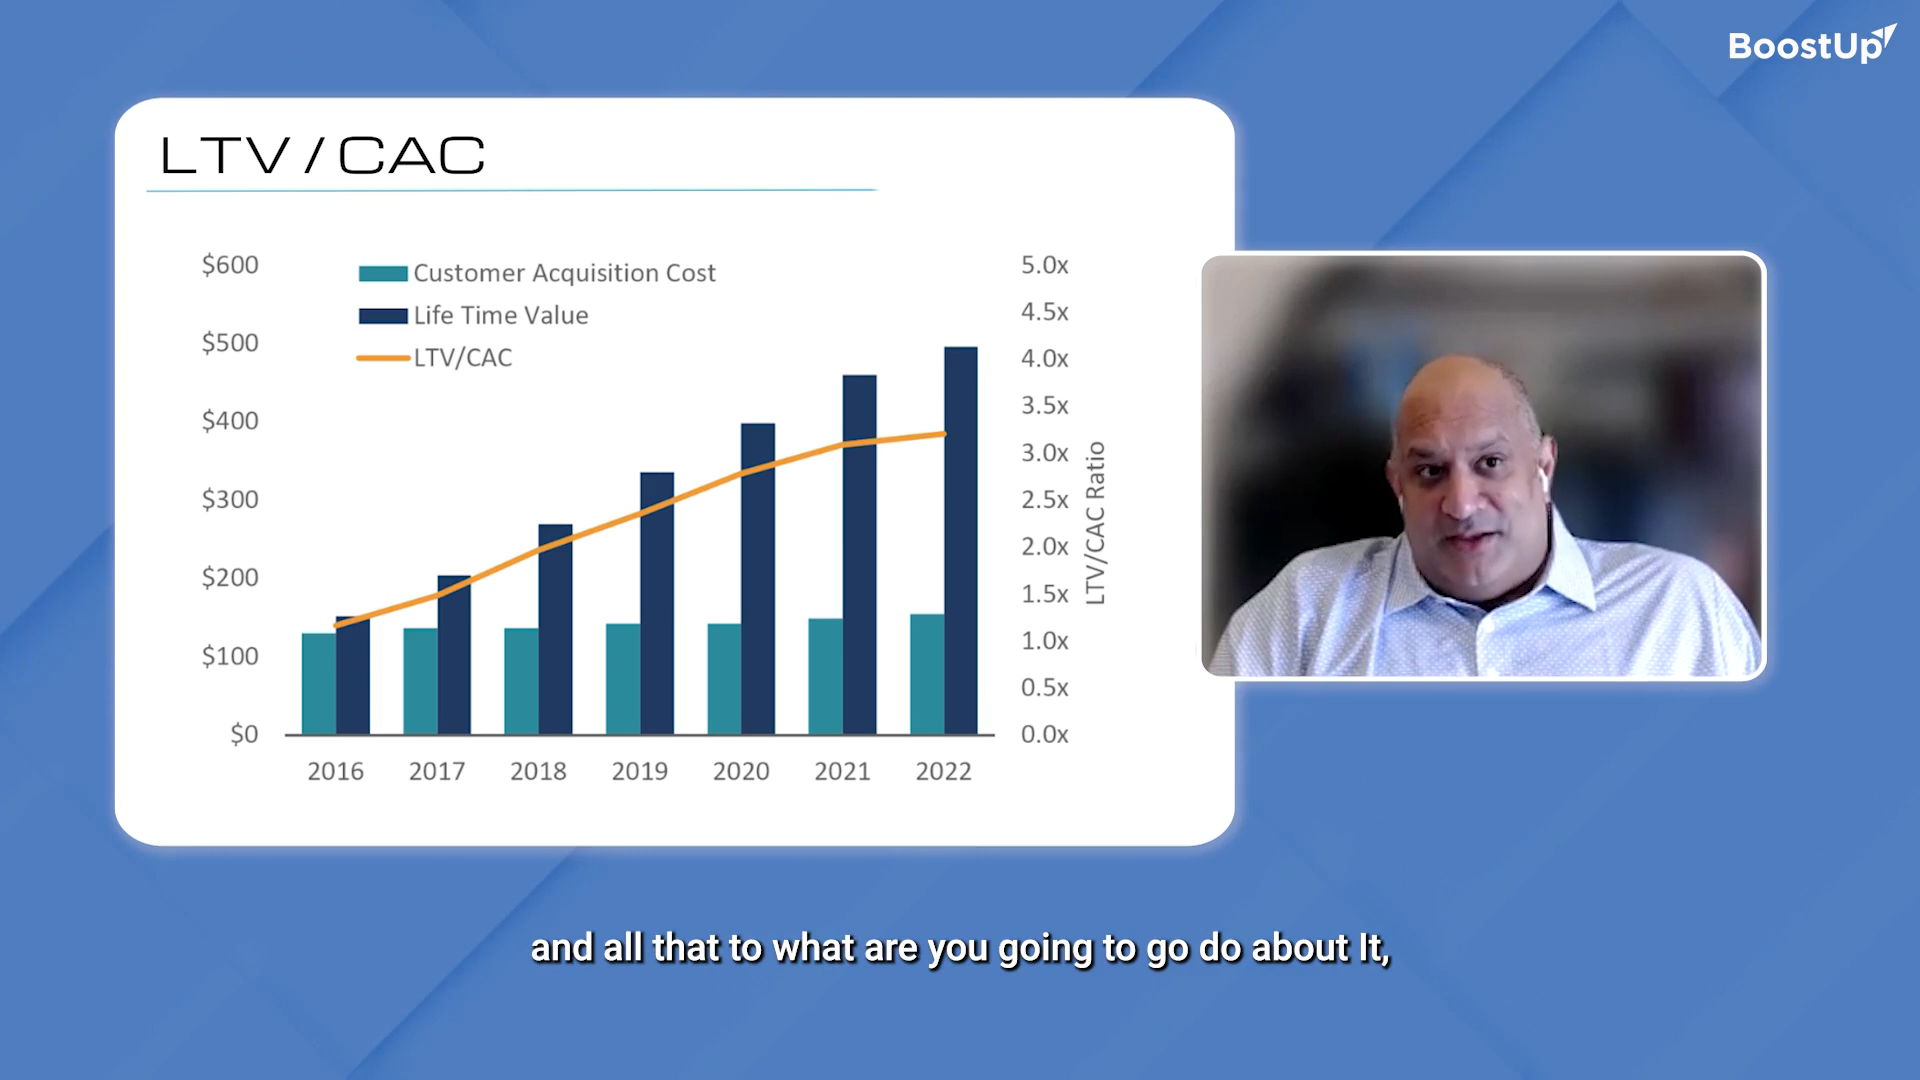 BoostUp
LTV / CAC
$600
$500
$400
$300
$200
$100
$0
Customer Acquisition Cost
Life Time Value
LTV/CAC
5.0x
4.5x
4.0x
3.5x
3.0x
2.5x
2.0x
1.5x
1.0x
0.5x
0.0x
LTV/CAC Ratio
2016 2017 2018 2019 2020 2021 2022
and all that to what are you going to go do about It,